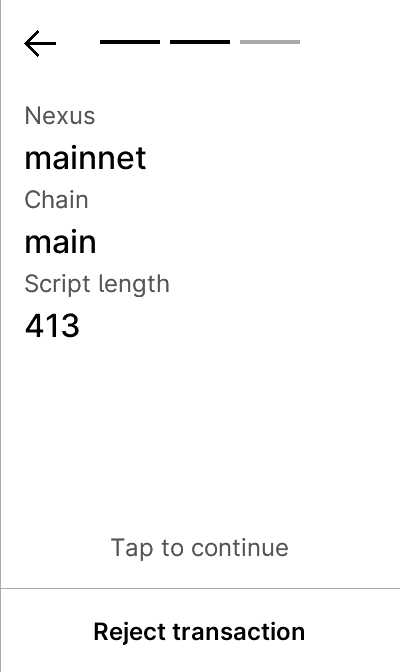 Nexus
mainnet
Chain
main
Script length
413
Tap to continue
Reject transaction